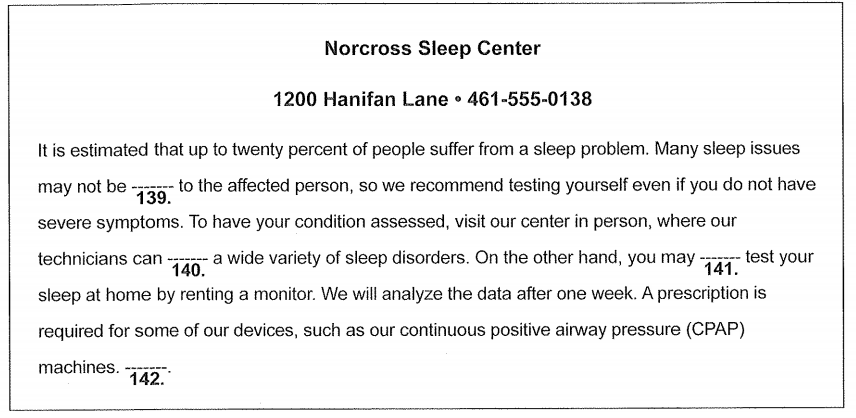 Norcross Sleep Center
1200 Hanifan Lane • 461-555-0138
It is estimated that up to twenty percent of people suffer from a sleep problem. Many sleep issues
may not be ------- to the affected person, so we recommend testing yourself even if you do not have
139.
severe symptoms. To have your condition assessed, visit our center in person, where our
technicians can ------- a wide variety of sleep disorders. On the other hand, you may ------- test your
140. 141.
sleep at home by renting a monitor. We will analyze the data after one week. A prescription is
required for some of our devices, such as our continuous positive airway pressure (CPAP)
machines. -------.
142.